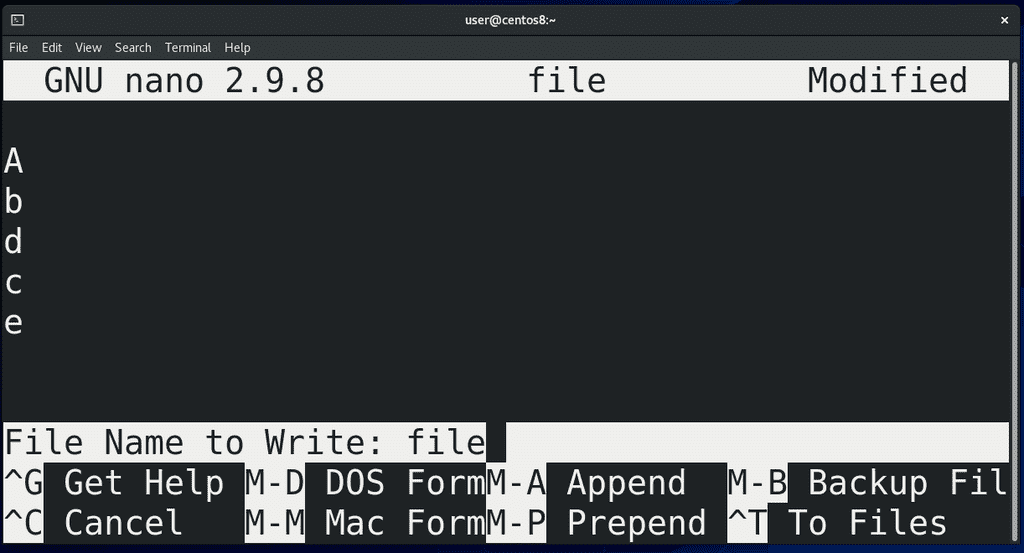 user@centos8:~ ×
File Edit View Search Terminal Help
GNU nano 2.9.8 file Modified
A
b
d
c
e
File Name to Write: file
^G Get Help M-D DOS Form M-A Append M-B Backup Fil
^C Cancel M-M Mac Form M-P Prepend ^T To Files